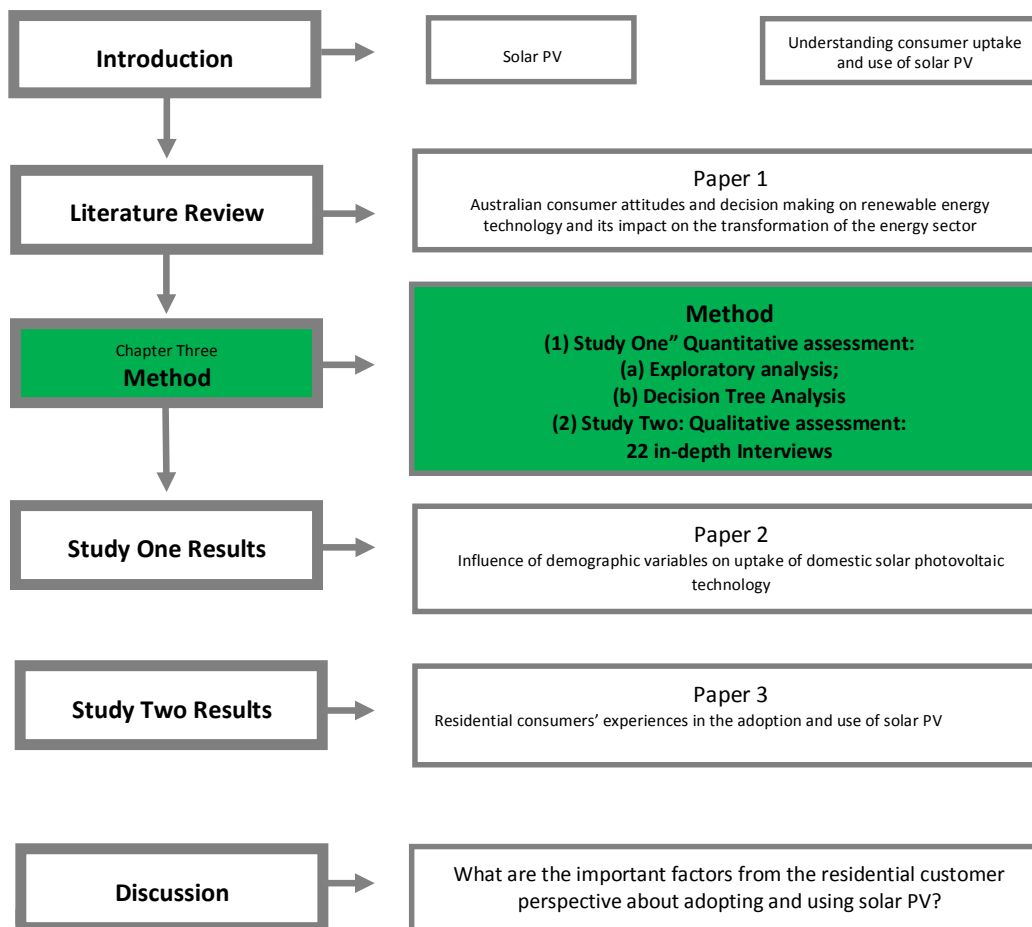 Introduction
Solar PV
Understanding consumer uptake
and use of solar PV
Literature Review
Paper 1
Australian consumer attitudes and decision making on renewable energy
technology and its impact on the transformation of the energy sector
Chapter Three
Method
Method
(1) Study One” Quantitative assessment:
(a) Exploratory analysis;
(b) Decision Tree Analysis
(2) Study Two: Qualitative assessment:
22 in-depth Interviews
Study One Results
Paper 2
Influence of demographic variables on uptake of domestic solar photovoltaic
technology
Study Two Results
Paper 3
Residential consumers’ experiences in the adoption and use of solar PV
Discussion
What are the important factors from the residential customer
perspective about adopting and using solar PV?